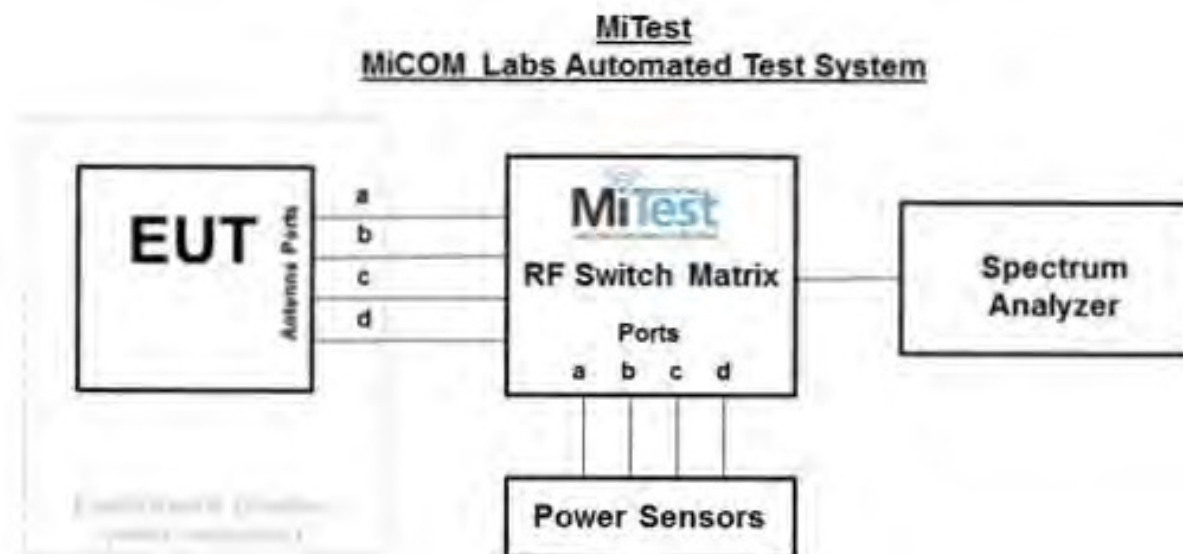 MiTest
MiCOM Labs Automated Test System
EUT
Antenna Ports
a
b
c
d
MiTest
RF Switch Matrix
Ports
a b c d
Spectrum
Analyzer
Power Sensors